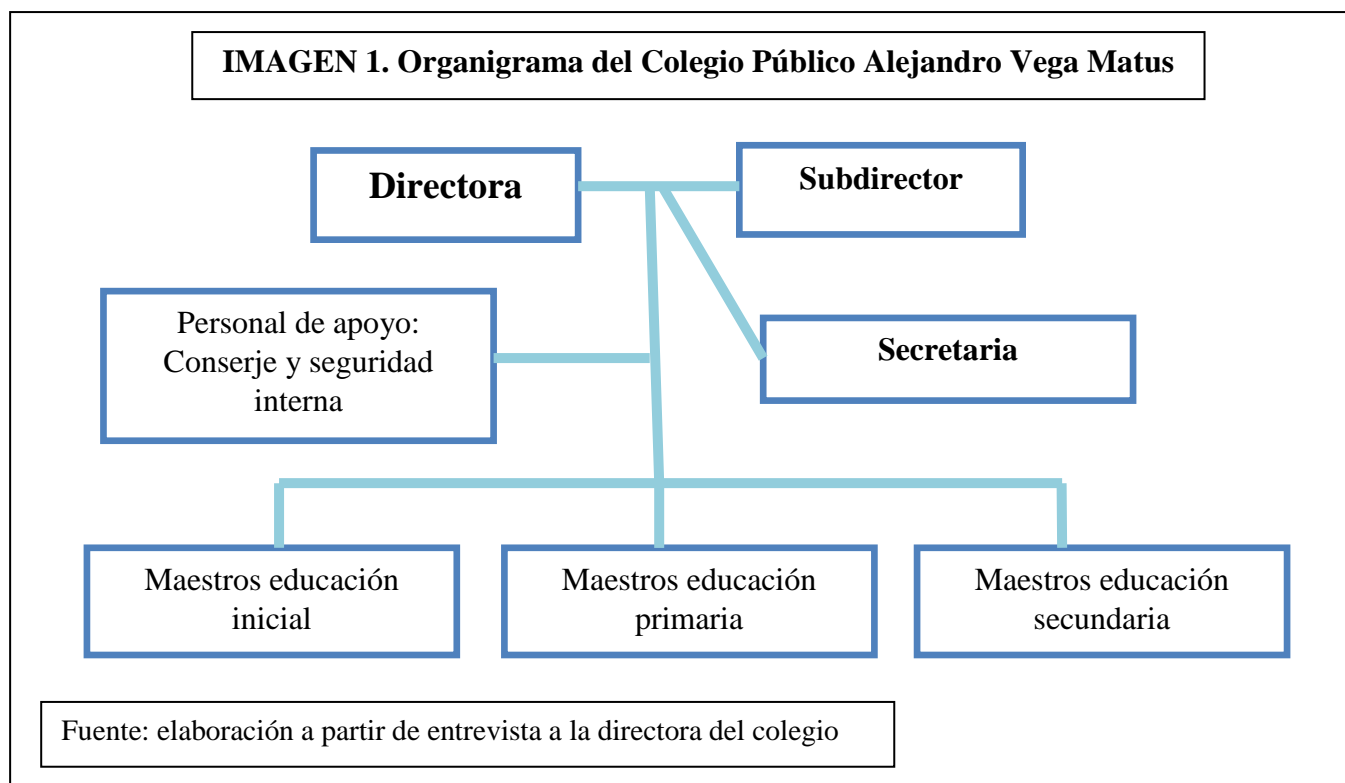 IMAGEN 1. Organigrama del Colegio Público Alejandro Vega Matus
Directora
Subdirector
Personal de apoyo:
Conserje y seguridad
interna
Secretaria
Maestros educación
inicial
Maestros educación
primaria
Maestros educación
secundaria
Fuente: elaboración a partir de entrevista a la directora del colegio